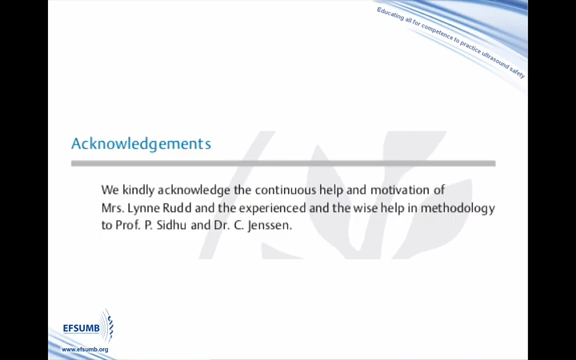 Educating all for competence to practice ultrasound safety
Acknowledgements
We kindly acknowledge the continuous help and motivation of
Mrs. Lynne Rudd and the experienced and the wise help in methodology
to Prof. P. Sidhu and Dr. C. Jenssen.
EFSUMB
www.efsumb.org